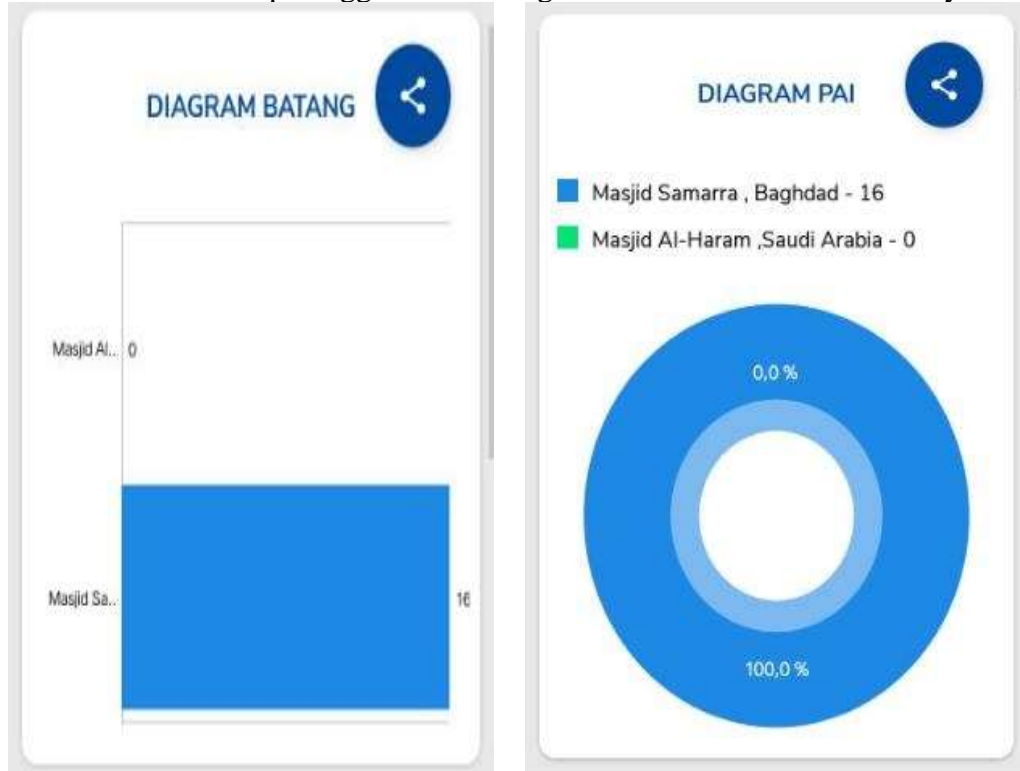 DIAGRAM BATANG
Masjid Al.. 0
Masjid Sa.. 16
DIAGRAM PAI
Masjid Samarra , Baghdad - 16
Masjid Al-Haram ,Saudi Arabia - 0
0,0 %
100,0 %